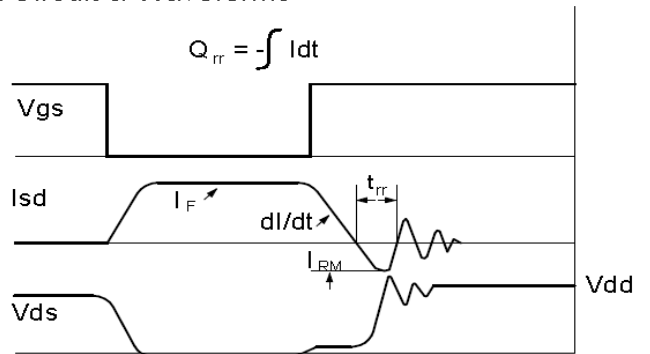 Q rr = -∫ Idt
Vgs
Isd
I F
dI/dt
t rr
I RM
Vds
Vdd